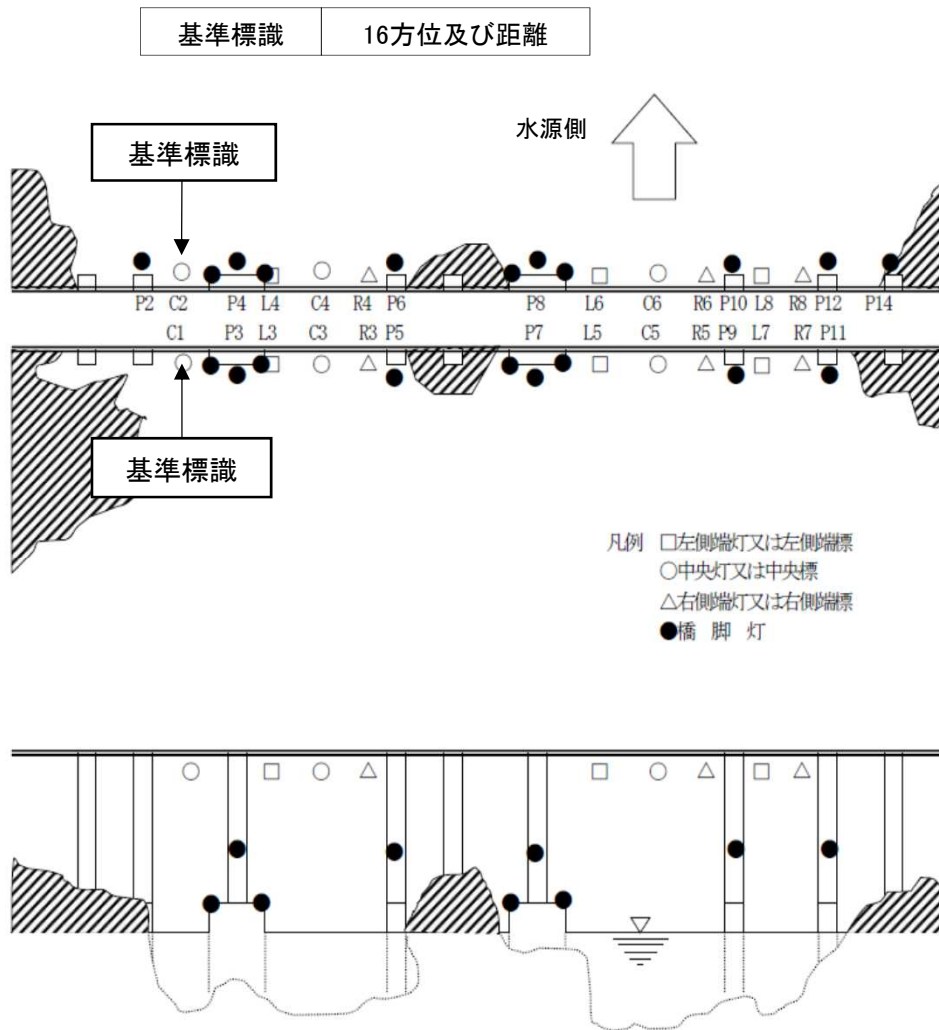 基準標識 16方位及び距離
水源側
基準標識
P2 C2 P4 L4 C4 R4 P6 P8 L6 C6 R6 P10 L8 R8 P12 P14
C1 P3 L3 C3 R3 P5 P7 L5 C5 R5 P9 L7 R7 P11
基準標識
凡例 □左側端灯又は左側端標
○中央灯又は中央標
△右側端灯又は右側端標
●橋脚灯